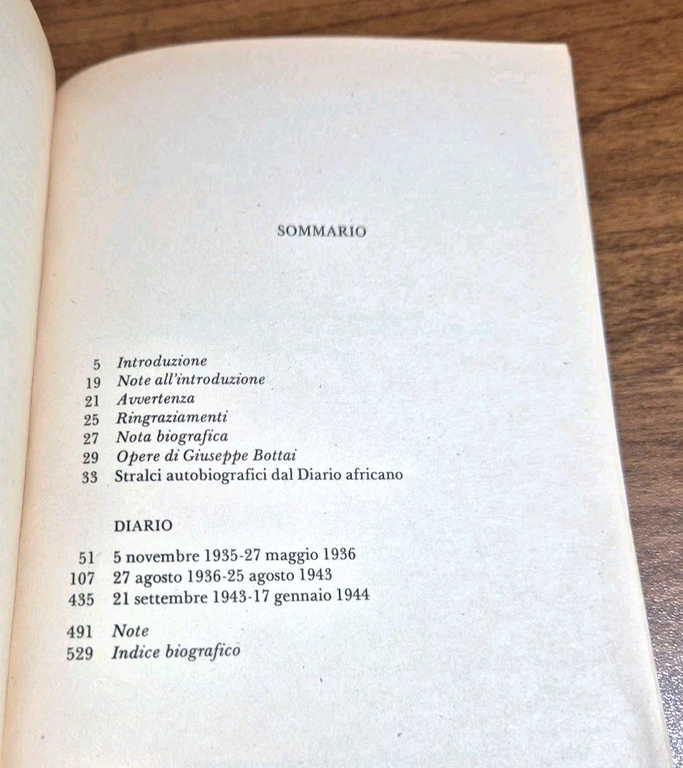 SOMMARIO
5 Introduzione
19 Note all'introduzione
21 Avvertenza
25 Ringraziamenti
27 Nota biografica
29 Opere di Giuseppe Bottai
33 Stralci autobiografici dal Diario africano
DIARIO
51 5 novembre 1935-27 maggio 1936
107 27 agosto 1936-25 agosto 1943
435 21 settembre 1943-17 gennaio 1944
491 Note
529 Indice biografico